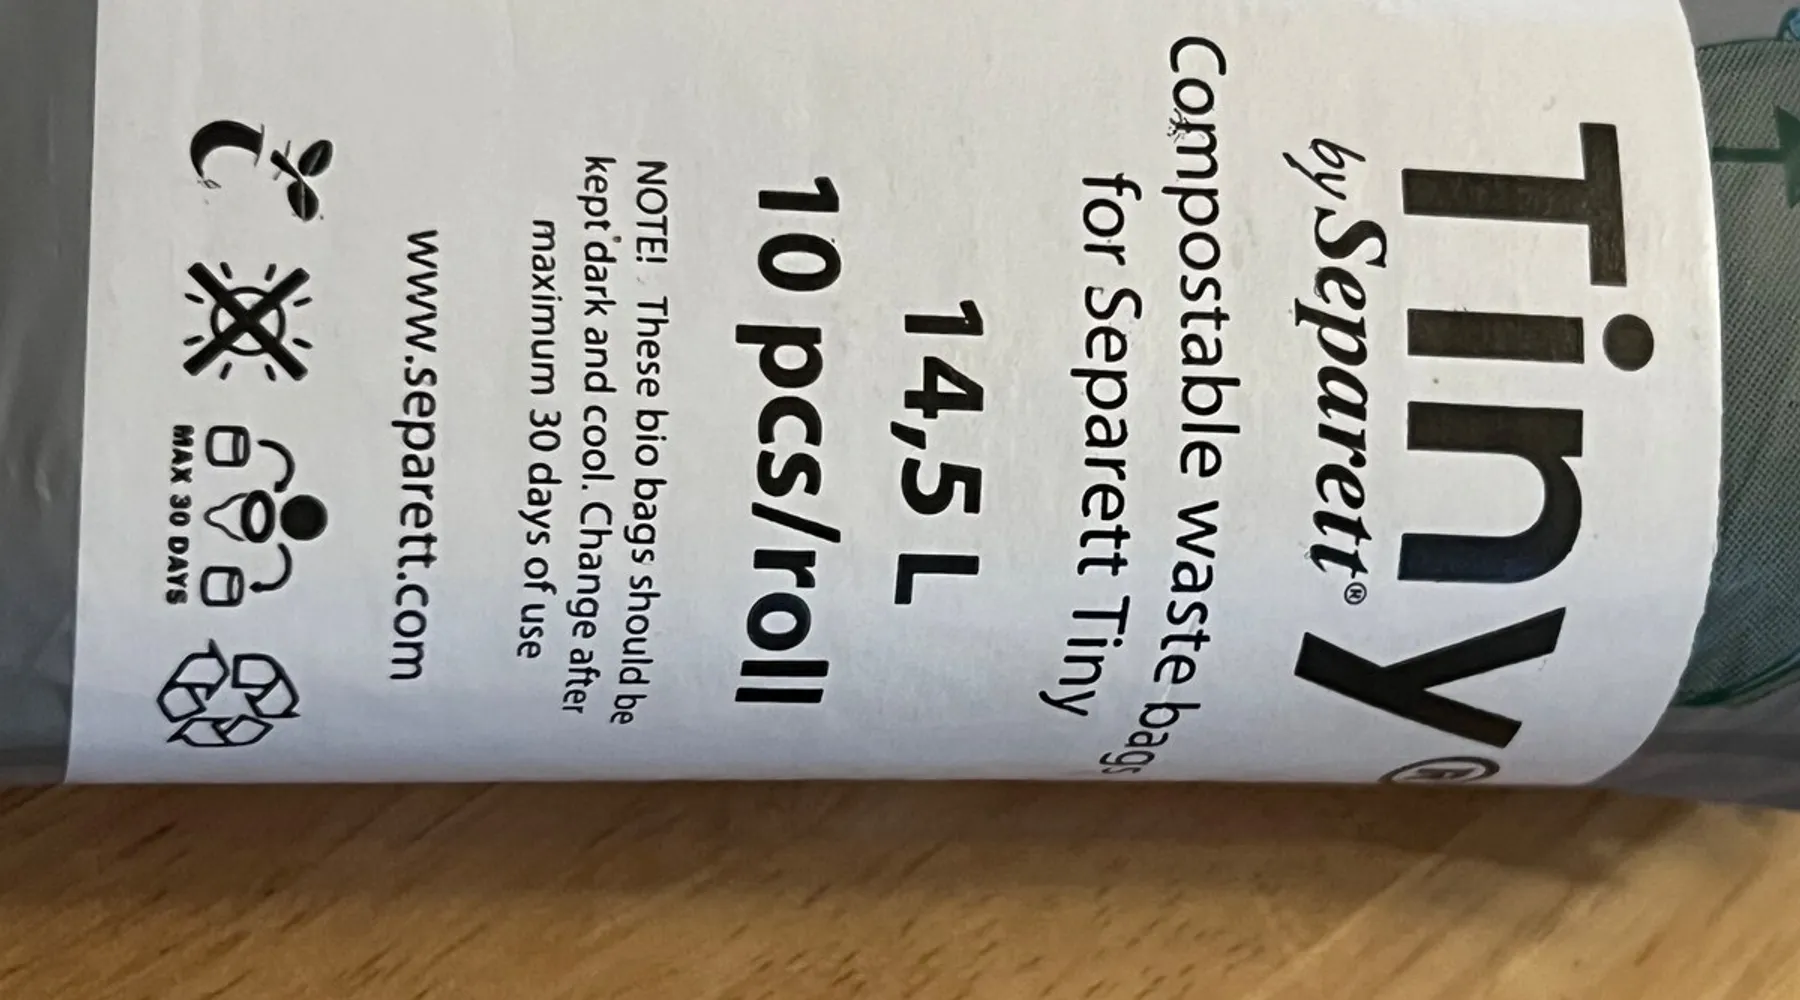 Tiny®
by Separett®
Compostable waste bags
for Separett Tiny
14,5 L
10 pcs/roll
NOTE! These bio bags should be
kept dark and cool. Change after
maximum 30 days of use
www.separett.com
MAX 30 DAYS